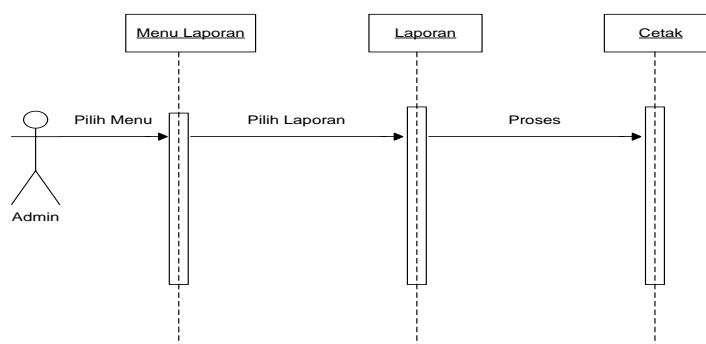 Menu Laporan
Laporan
Cetak
Pilih Menu
Pilih Laporan
Proses
Admin